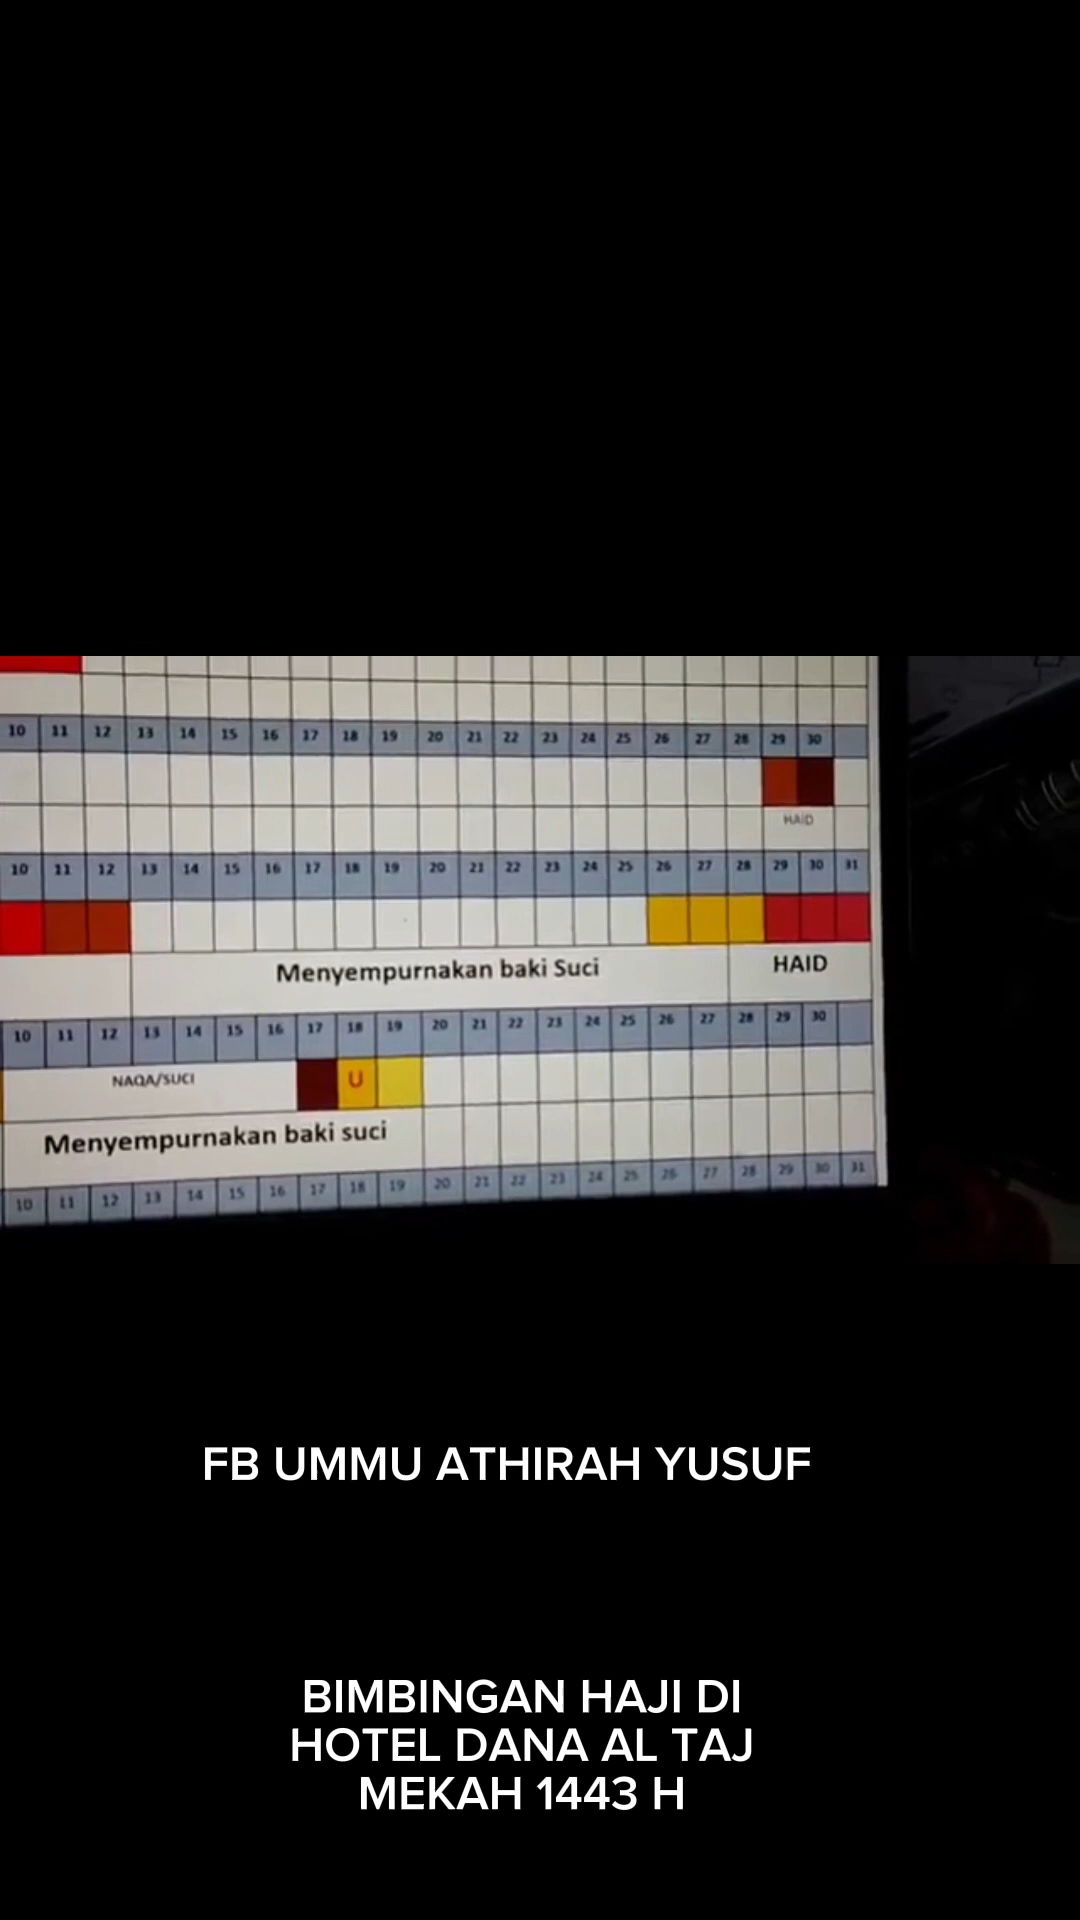 10 11 12 13 14 15 16 17 18 19 20 21 22 23 24 25 26 27 28 29 30
HAID
10 11 12 13 14 15 16 17 18 19 20 21 22 23 24 25 26 27 28 29 30 31
Menyempurnakan baki Suci HAID
10 11 12 13 14 15 16 17 18 19 20 21 22 23 24 25 26 27 28 29 30
NAQA/SUCI U
Menyempurnakan baki suci
10 11 12 13 14 15 16 17 18 19 20 21 22 23 24 25 26 27 28 29 30 31
FB UMMU ATHIRAH YUSUF
BIMBINGAN HAJI DI
HOTEL DANA AL TAJ
MEKAH 1443 H